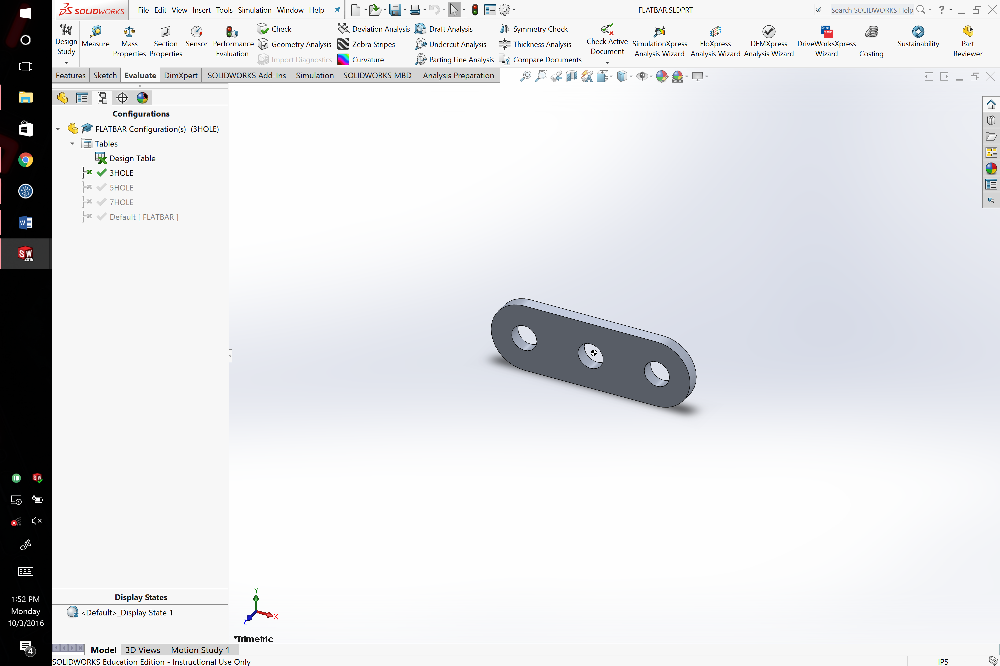 SOLIDWORKS File Edit View Insert Tools Simulation Window Help FLATBAR.SLDPRT Search SOLIDWORKS Help ?
Design Study
Measure
Mass Properties
Section Properties
Sensor
Performance Evaluation
Check
Geometry Analysis
Import Diagnostics
Deviation Analysis
Zebra Stripes
Curvature
Draft Analysis
Undercut Analysis
Parting Line Analysis
Symmetry Check
Thickness Analysis
Compare Documents
Check Active Document
SimulationXpress Analysis Wizard
FloXpress Analysis Wizard
DFMXpress Analysis Wizard
Drive Works
DriveWorksXpress Wizard
Costing
Sustainability
Part Reviewer
Features Sketch Evaluate DimXpert SOLIDWORKS Add-Ins Simulation SOLIDWORKS MBD Analysis Preparation
Configurations
FLATBAR Configuration(s) (3HOLE)
Tables
Design Table
3HOLE
5HOLE
7HOLE
Default [ FLATBAR ]
W
SW
2016
SW
1:52 PM
Monday
10/3/2016
4
Display States
<Default>_Display State 1
Y
X
Z
*Trimetric
Model 3D Views Motion Study 1
SOLIDWORKS Education Edition - Instructional Use Only
IPS -